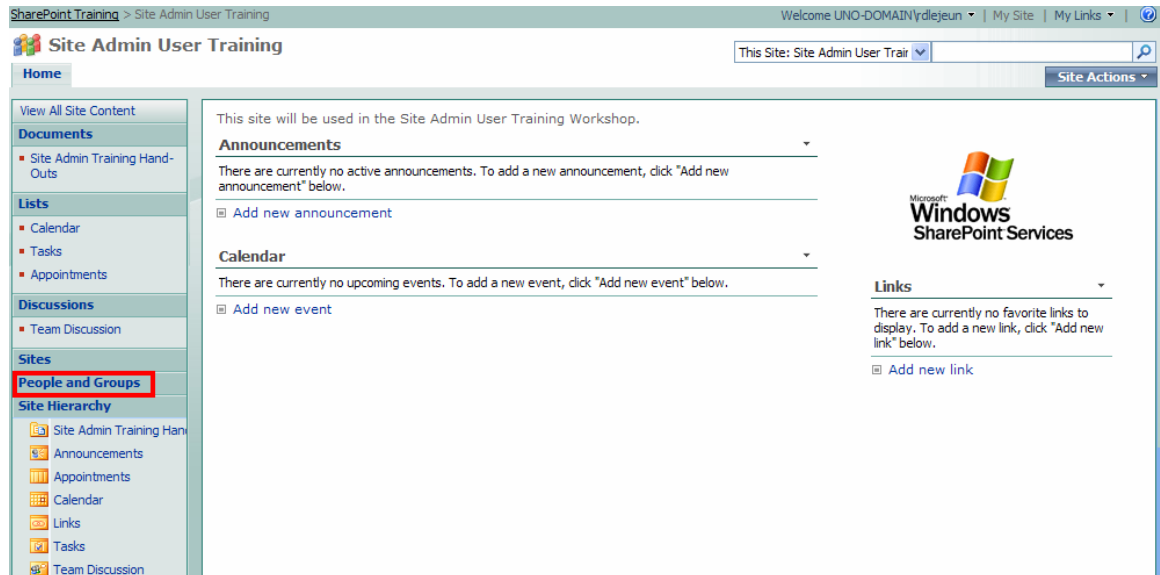 SharePoint Training > Site Admin User Training
Welcome UNO-DOMAIN\rdlejeun | My Site | My Links |
Site Admin User Training
This Site: Site Admin User Trair
Home
Site Actions
View All Site Content
Documents
Site Admin Training Hand-
Outs
Lists
Calendar
Tasks
Appointments
Discussions
Team Discussion
Sites
People and Groups
Site Hierarchy
Site Admin Training Han
Announcements
Appointments
Calendar
Links
Tasks
Team Discussion
This site will be used in the Site Admin User Training Workshop.
Announcements
There are currently no active announcements. To add a new announcement, click "Add new
announcement" below.
Add new announcement
Calendar
There are currently no upcoming events. To add a new event, click "Add new event" below.
Add new event
Microsoft
Windows
SharePoint Services
Links
There are currently no favorite links to
display. To add a new link, click "Add new
link" below.
Add new link